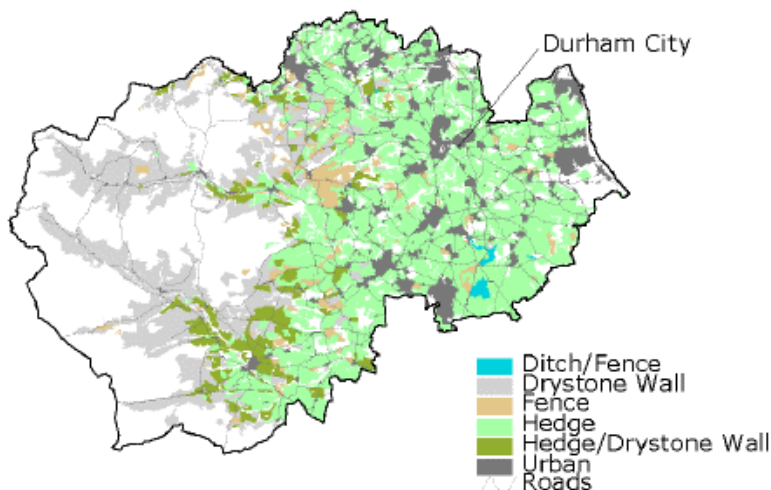 Durham City
Ditch/Fence
Drystone Wall
Fence
Hedge
Hedge/Drystone Wall
Urban
Roads